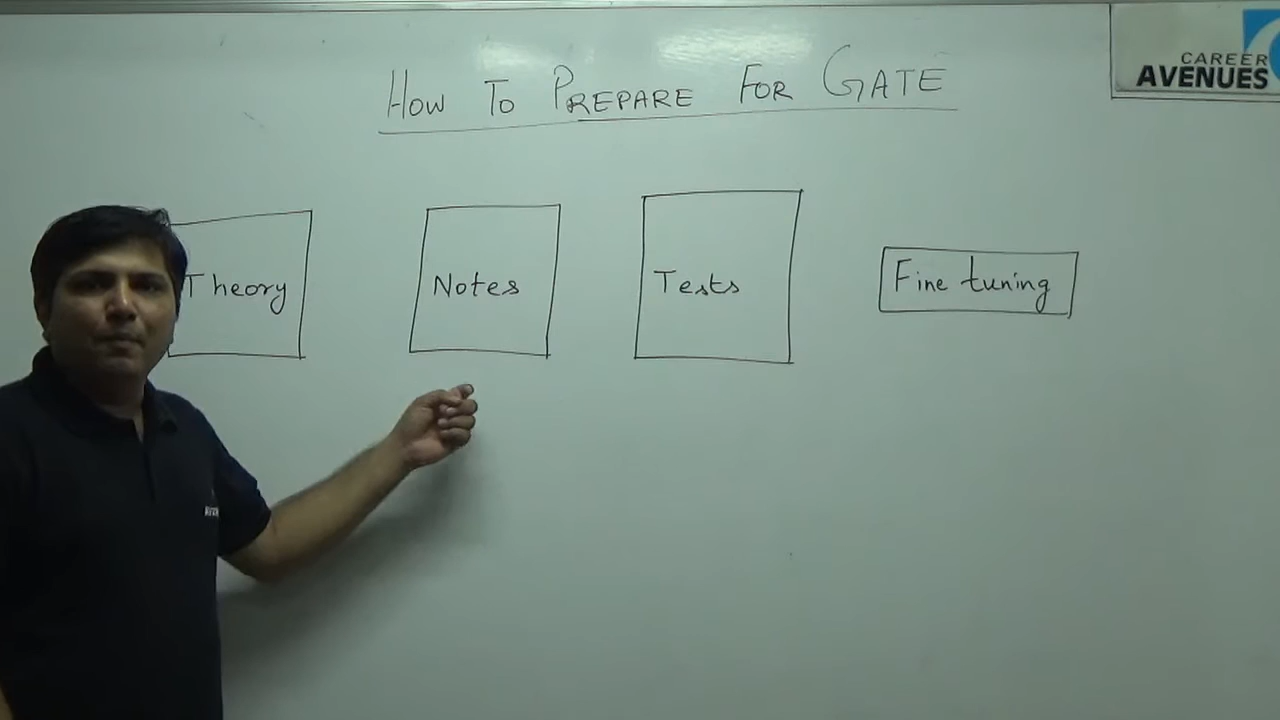 HOW TO PREPARE FOR GATE
CAREER
AVENUES
Theory
Notes
Tests
Fine tuning